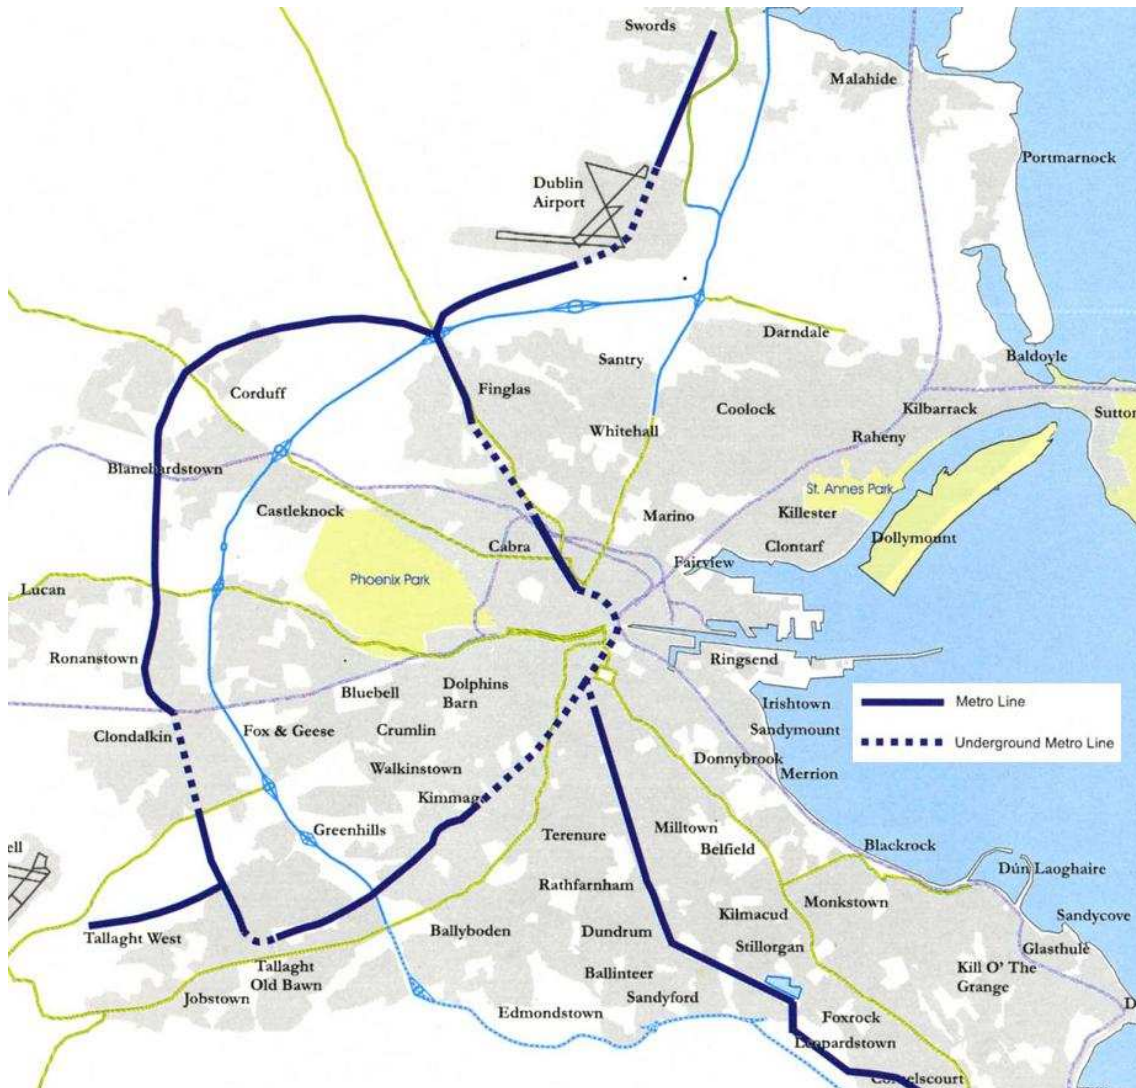 Swords
Malahide
Portmarnock
Dublin
Airport
Darndale
Baldoyle
Santry
Corduff
Finglas
Coolock
Kilbarrack
Sutton
Whitehall
Raheny
Blanchardstown
St. Annes Park
Castleknock
Marino
Killester
Dollymount
Cabra
Clontarf
Fairview
Phoenix Park
Lucan
Ronanstown
Ringsend
Bluebell
Dolphins
Barn
Irishtown
Metro Line
Clondalkin
Fox & Geese
Crumlin
Sandymount
Underground Metro Line
Donnybrook
Walkinstown
Merrion
Kimmag
Greenhills
Terenure
Milltown
Belfield
Blackrock
ell
Dún Laoghaire
Rathfarnham
Monkstown
Kilmacud
Sandycove
Tallaght West
Ballyboden
Dundrum
Stillorgan
Glasthule
Tallaght
Old Bawn
Ballinteer
Kill O' The
Grange
Jobstown
Sandyford
D
Edmondstown
Foxrock
Leopardstown
Cornelscourt